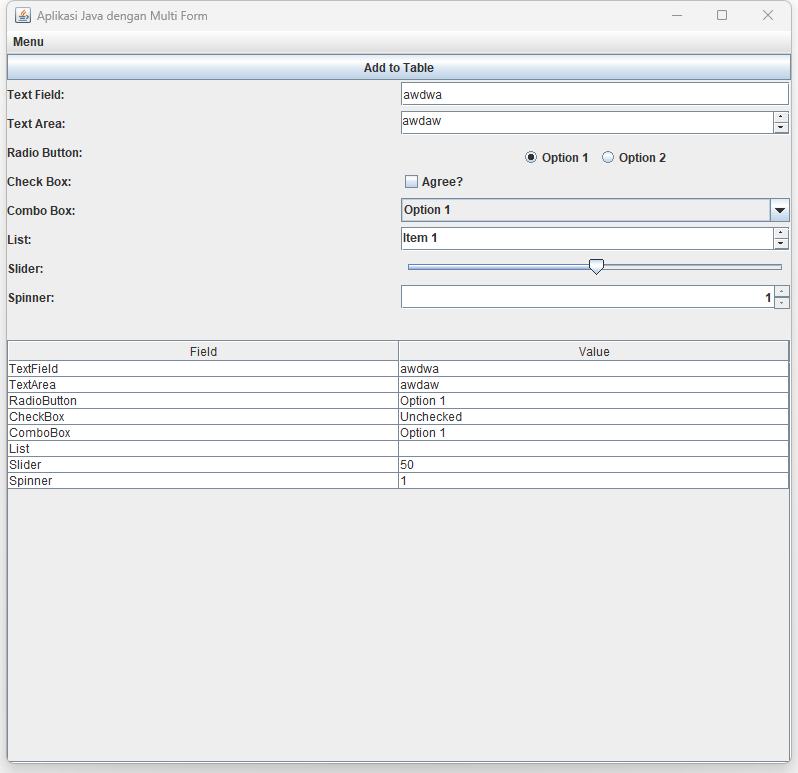 Aplikasi Java dengan Multi Form
Menu
Add to Table
Text Field: awdwa
Text Area: awdaw
Radio Button: Option 1 Option 2
Check Box: Agree?
Combo Box: Option 1
List: Item 1
Slider:
Spinner: 1
Field Value
TextField awdwa
TextArea awdaw
RadioButton Option 1
CheckBox Unchecked
ComboBox Option 1
List
Slider 50
Spinner 1